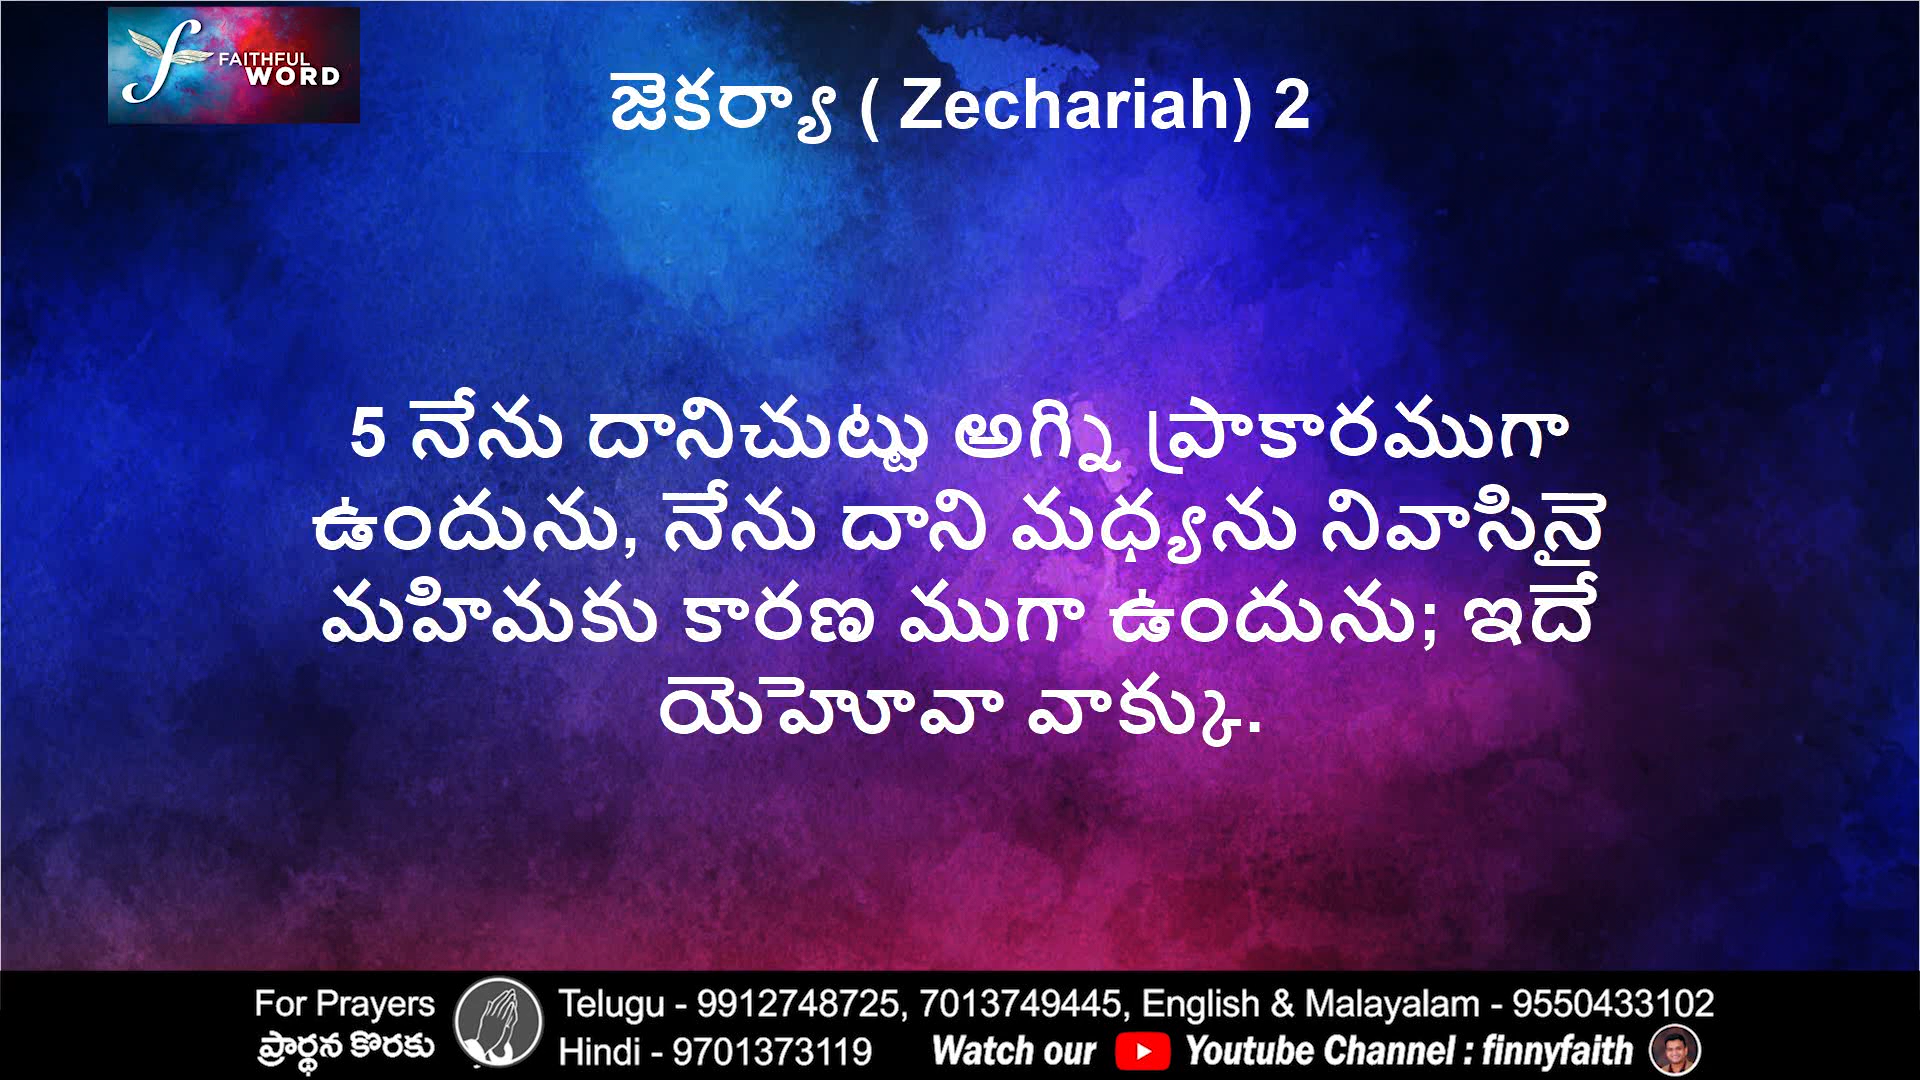 FAITHFUL
WORD
జెకర్యా ( Zechariah) 2
5 నేను దానిచుట్టు అగ్ని ప్రాకారముగా
ఉందును, నేను దాని మధ్యను నివాసినై
మహిమకు కారణ ముగా ఉందును; ఇదే
యెహెూవా వాక్కు.
For Prayers
ప్రార్థన కొరకు
Telugu - 9912748725, 7013749445, English & Malayalam - 9550433102
Hindi - 9701373119 Watch our Youtube Channel : finnyfaith